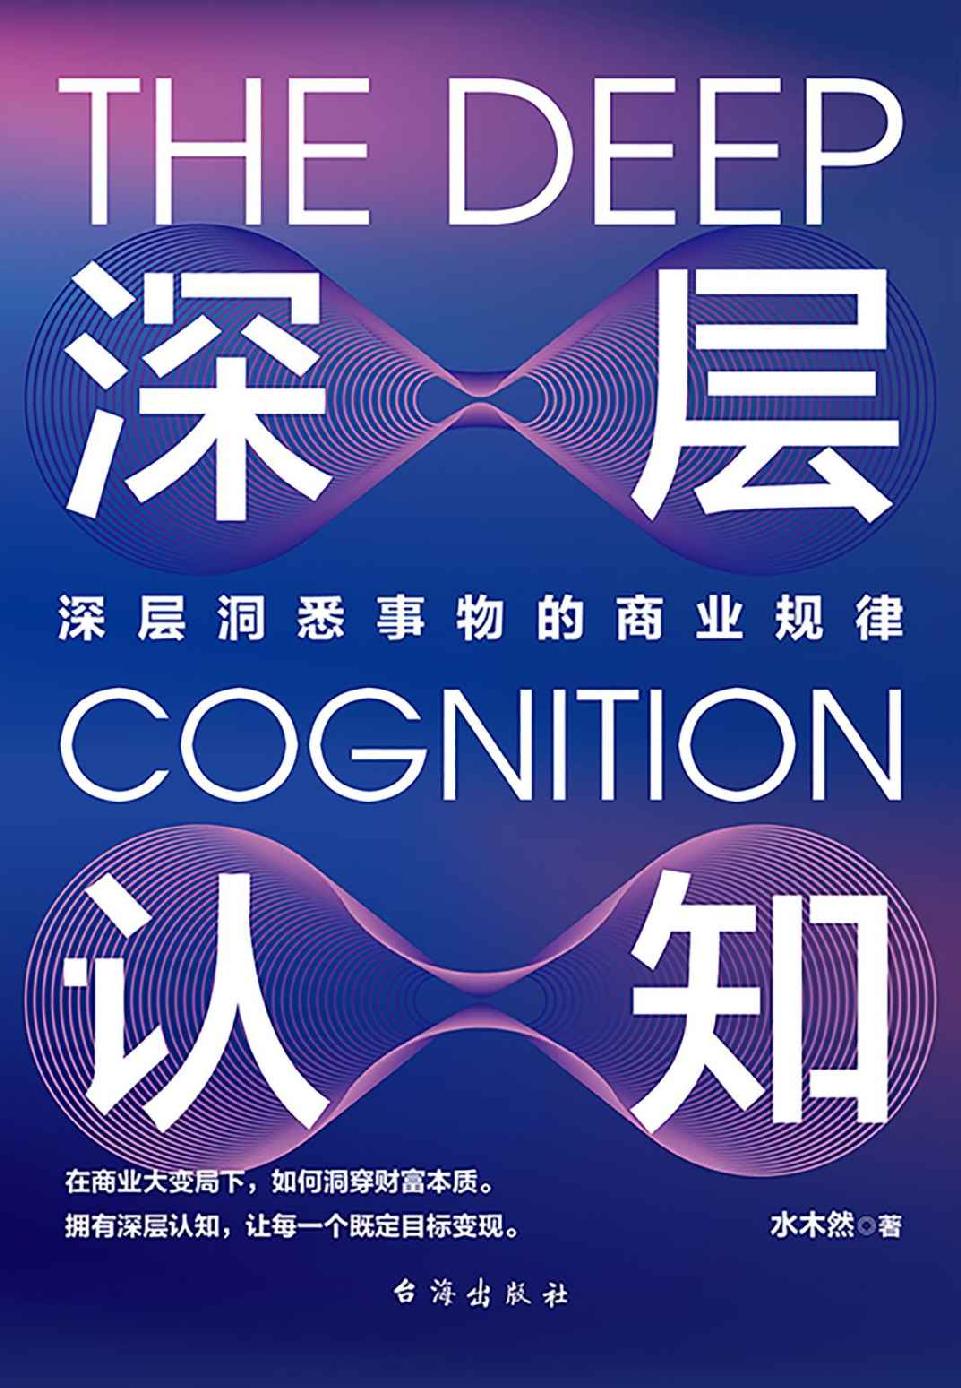 THE DEEP
深层
深层洞悉事物的商业规律
COGNITION
认知
在商业大变局下，如何洞穿财富本质。
拥有深层认知，让每一个既定目标变现。
水木然◎著
台海出版社